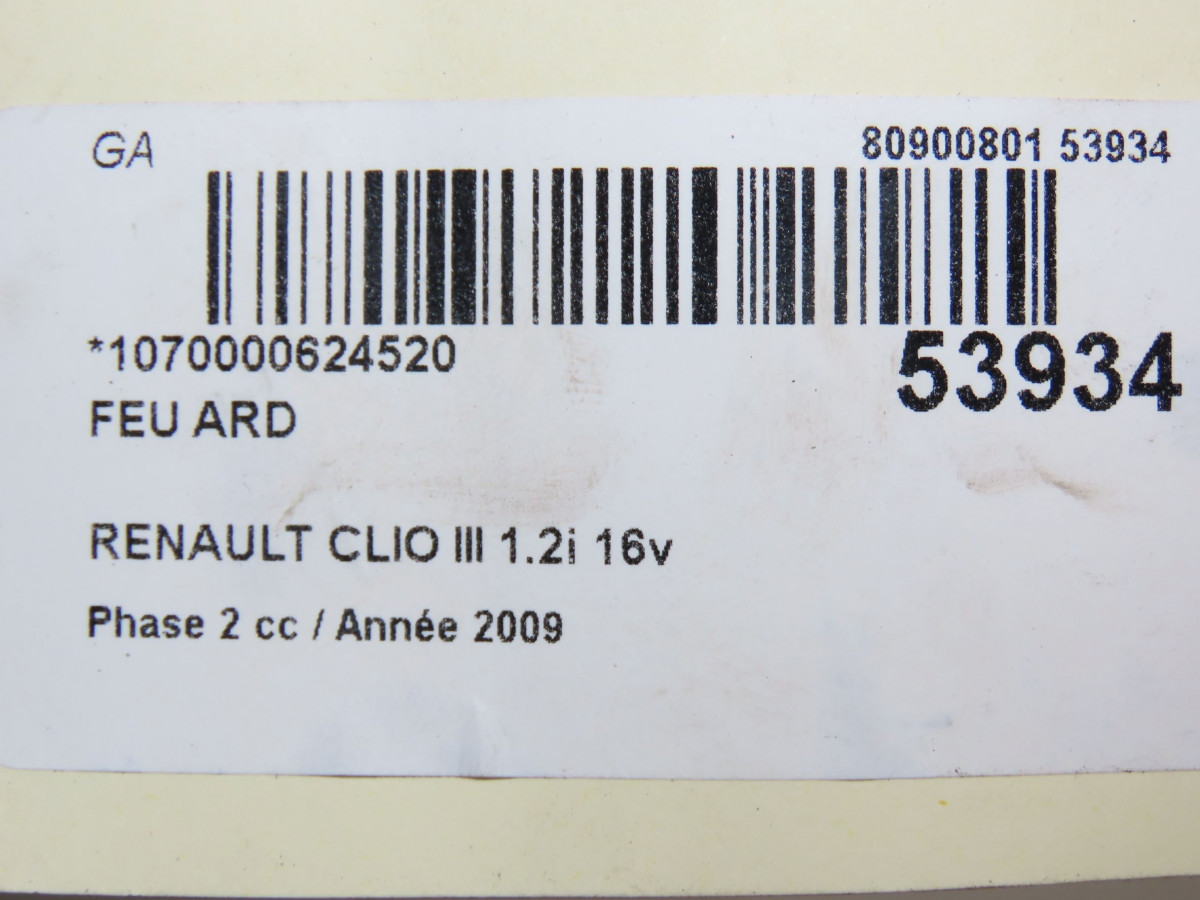 GA
80900801 53934
*1070000624520
53934
FEU ARD
RENAULT CLIO III 1.2i 16v
Phase 2 cc / Année 2009